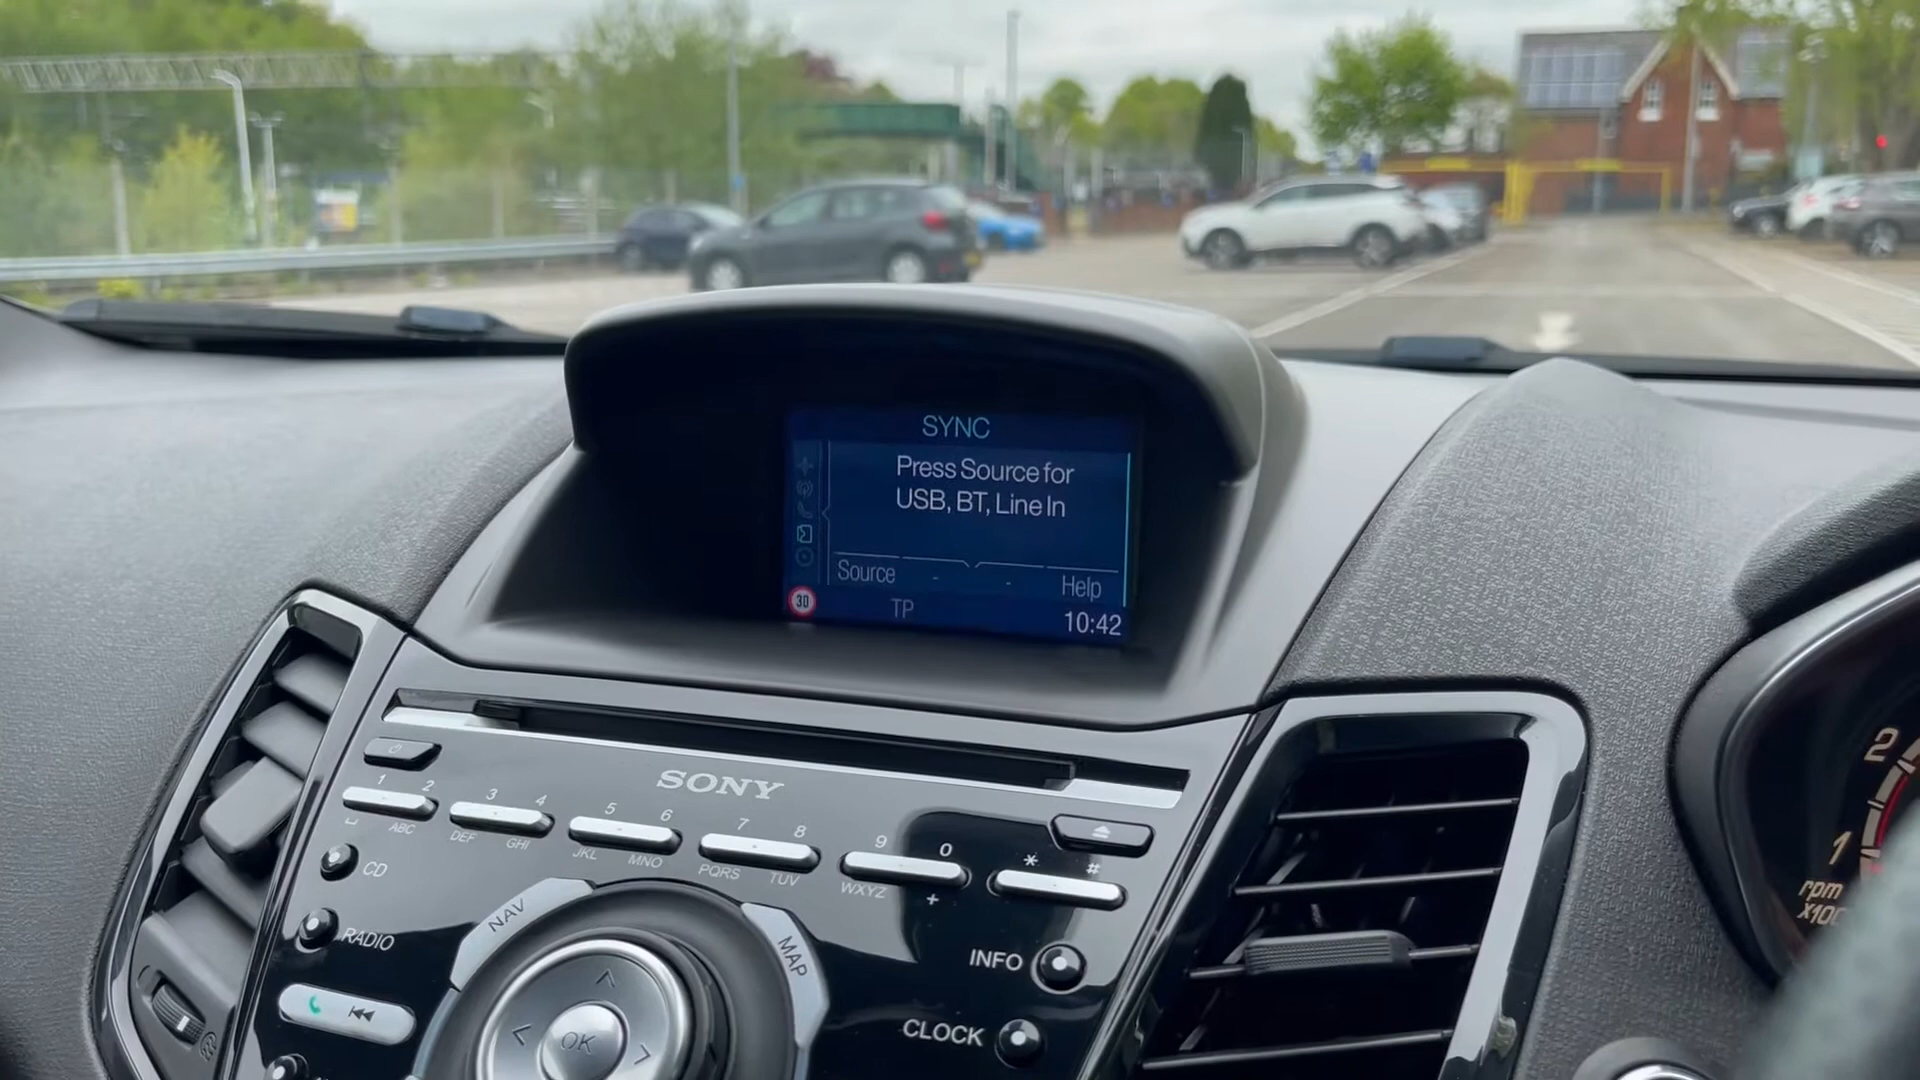 SYNC
Press Source for
USB, BT, Line In
Source - - Help
30 TP 10:42
SONY
1 2 3 4 5 6 7 8 9 0 * #
ABC DEF GHI JKL MNO PQRS TUV WXYZ +
CD
NAV
MAP
RADIO
INFO
OK
CLOCK
2
1
rpm